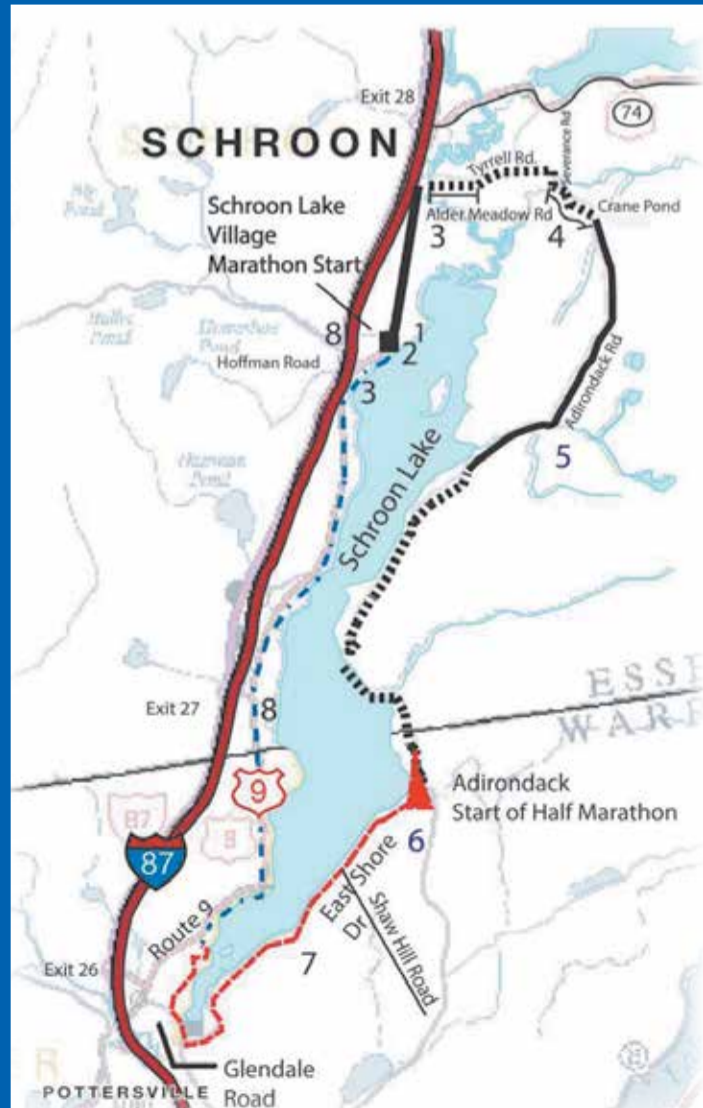 Exit 28
SCHROON
74
Severance Rd
Tyrrell Rd.
Schroon Lake
Village
Marathon Start
Alder Meadow Rd
Crane Pond
3
4
8
1
2
Hoffman Road
3
Adirondack Rd
5
Schroon Lake
Exit 27
8
9
87
Adirondack
Start of Half Marathon
87
6
East Shore
Dr
Shaw Hill Road
Route 9
7
Exit 26
Glendale
Road
POTTERSVILLE